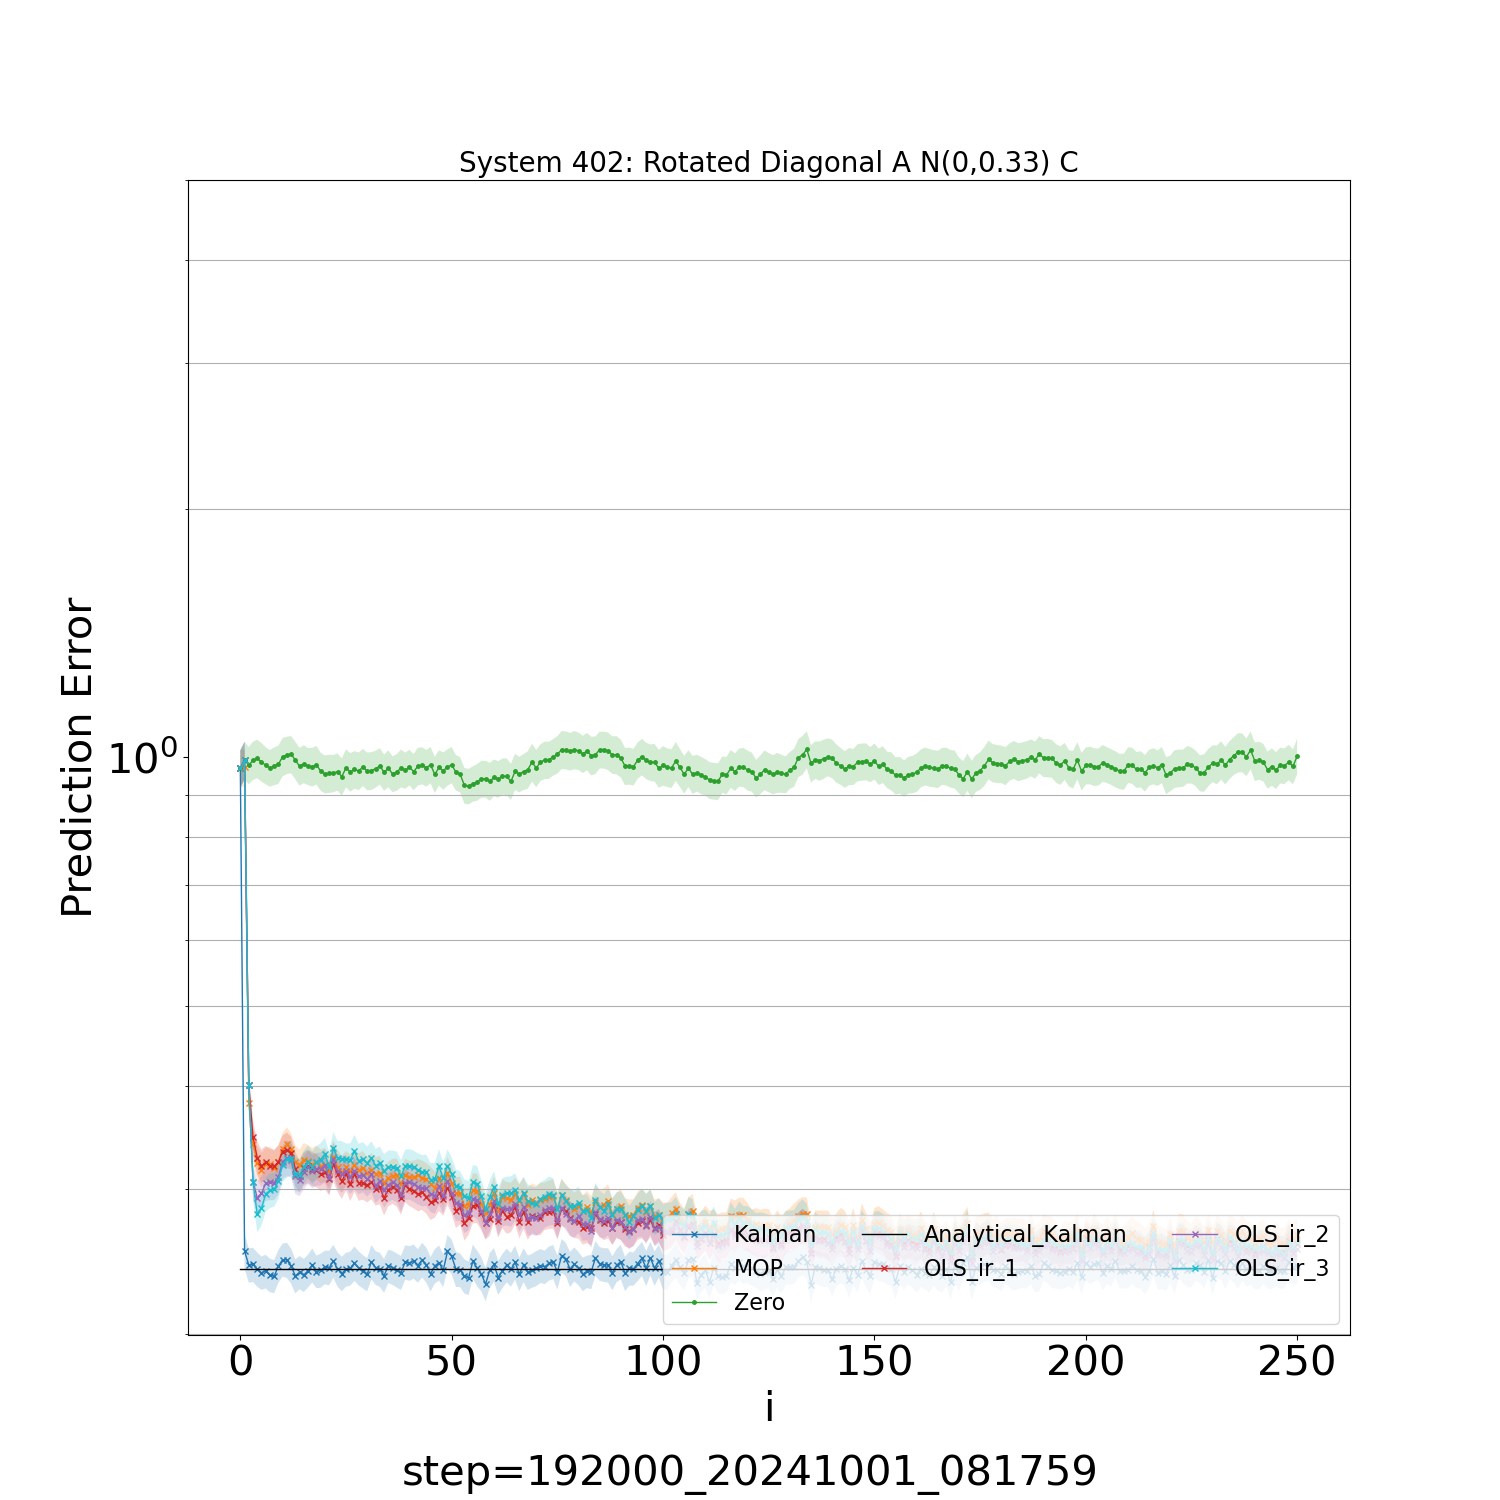 System 402: Rotated Diagonal A N(0,0.33) C
Prediction Error
10⁰
Kalman
MOP
Zero
Analytical_Kalman
OLS_ir_1
OLS_ir_2
OLS_ir_3
0 50 100 150 200 250
i
step=192000_20241001_081759